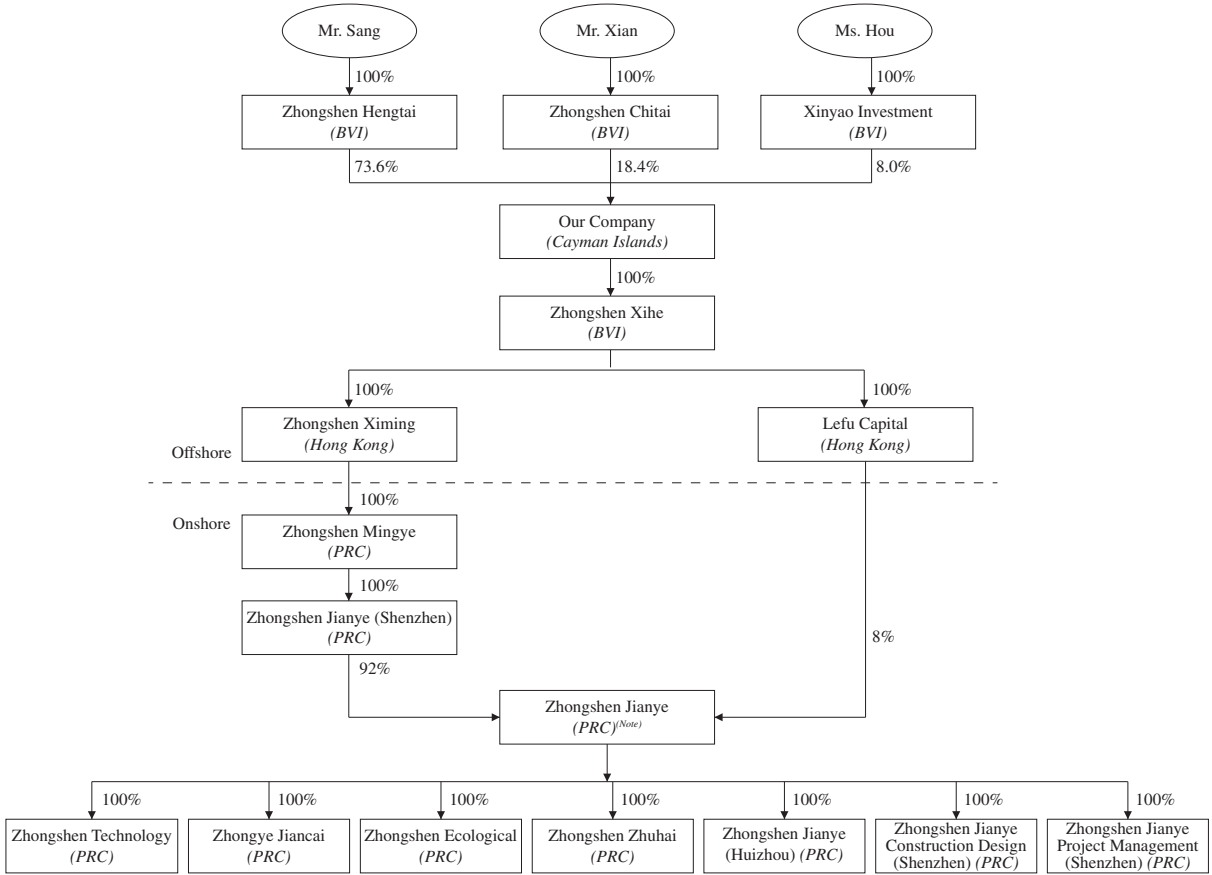 Mr. Sang
Mr. Xian
Ms. Hou
100%
100%
100%
Zhongshen Hengtai
(BVI)
Zhongshen Chitai
(BVI)
Xinyao Investment
(BVI)
73.6%
18.4%
8.0%
Our Company
(Cayman Islands)
100%
Zhongshen Xihe
(BVI)
100%
100%
Zhongshen Ximing
(Hong Kong)
Lefu Capital
(Hong Kong)
Offshore
100%
Onshore
Zhongshen Mingye
(PRC)
100%
Zhongshen Jianye (Shenzhen)
(PRC)
8%
92%
Zhongshen Jianye
(PRC)(Note)
100%
100%
100%
100%
100%
100%
100%
Zhongshen Technology
(PRC)
Zhongye Jiancai
(PRC)
Zhongshen Ecological
(PRC)
Zhongshen Zhuhai
(PRC)
Zhongshen Jianye
(Huizhou) (PRC)
Zhongshen Jianye
Construction Design
(Shenzhen) (PRC)
Zhongshen Jianye
Project Management
(Shenzhen) (PRC)